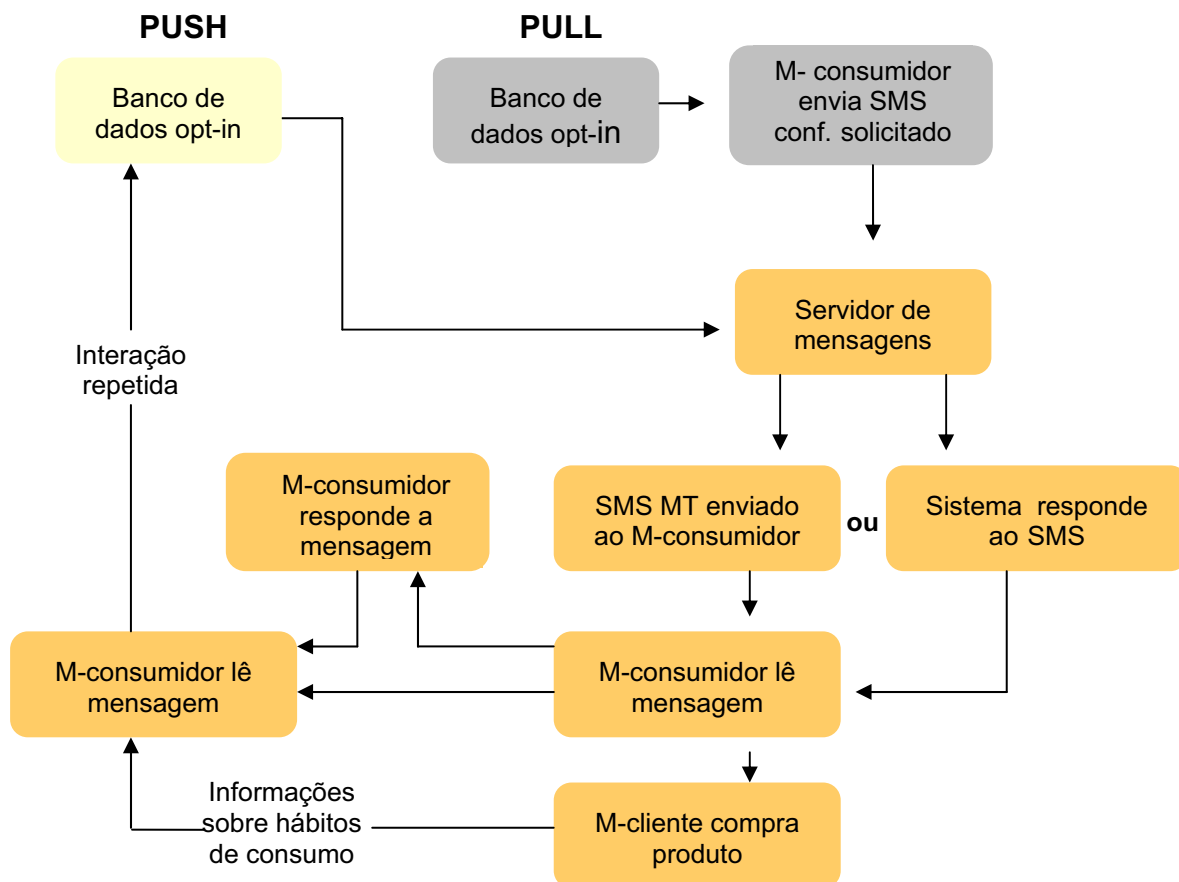 PUSH
PULL
Banco de
dados opt-in
Banco de
dados opt-in
M- consumidor
envia SMS
conf. solicitado
Servidor de
mensagens
Interação
repetida
M-consumidor
responde a
mensagem
SMS MT enviado
ao M-consumidor
ou
Sistema responde
ao SMS
M-consumidor lê
mensagem
M-consumidor lê
mensagem
Informações
sobre hábitos
de consumo
M-cliente compra
produto